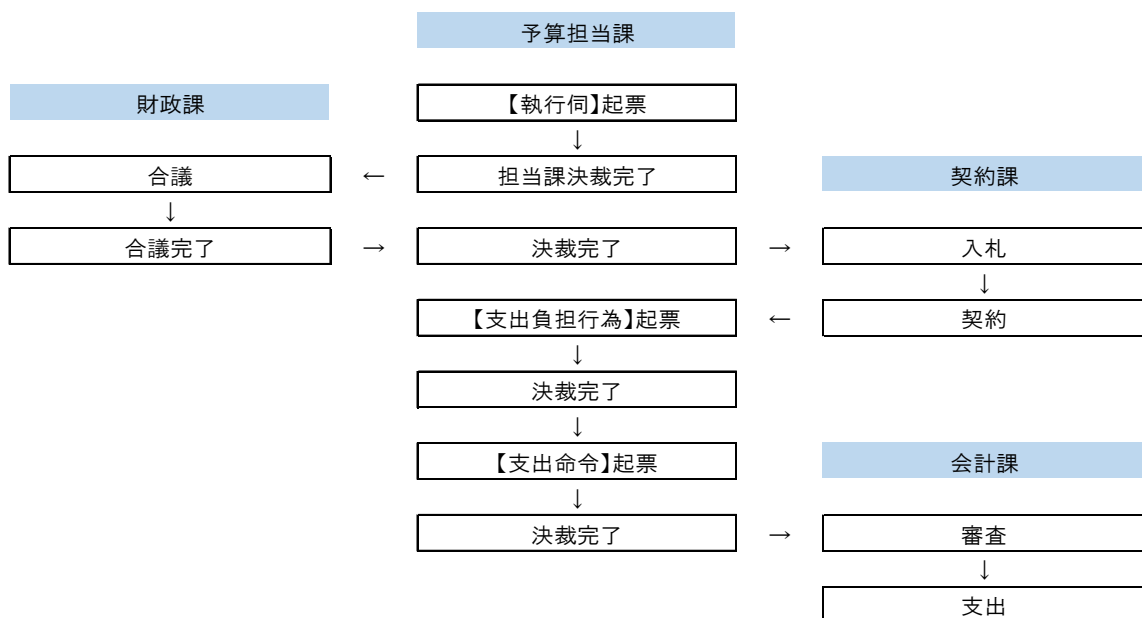 予算担当課
財政課
【執行伺】起票
↓
合議
←
担当課決裁完了
契約課
↓
合議完了
→
決裁完了
→
入札
↓
【支出負担行為】起票
←
契約
↓
決裁完了
↓
【支出命令】起票
会計課
↓
決裁完了
→
審査
↓
支出